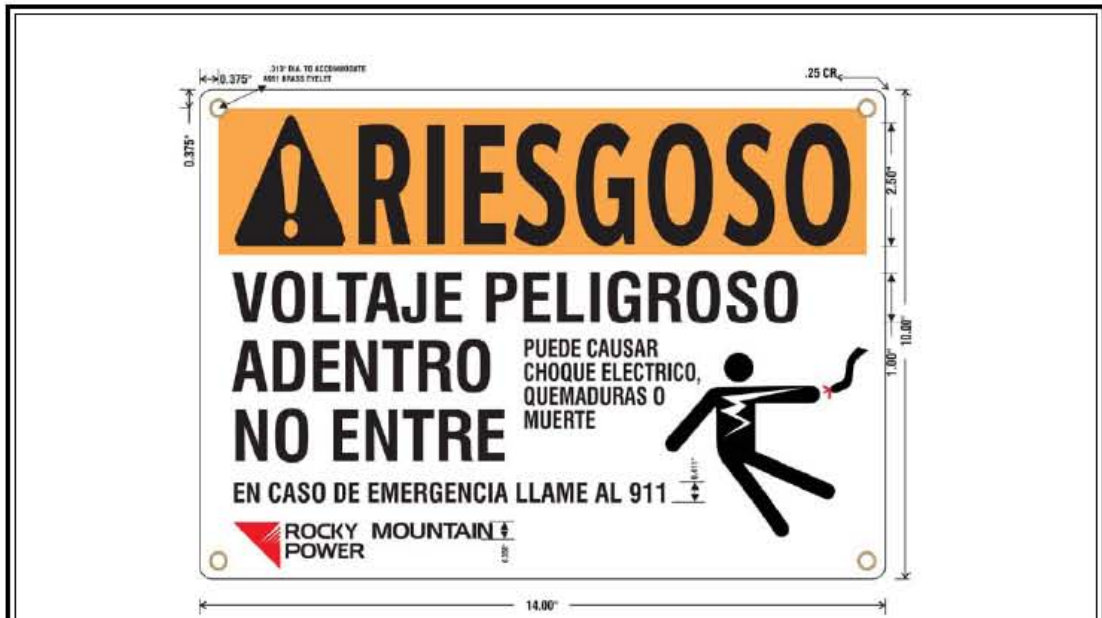 .313" DIA. TO ACCOMMODATE
#051 BRASS EYELET
0.375"
.25 CR.
0.375"
RIESGOSO
2.50"
VOLTAJE PELIGROSO
ADENTRO
NO ENTRE
PUEDE CAUSAR
CHOQUE ELECTRICO,
QUEMADURAS O
MUERTE
1.00"
10.00"
EN CASO DE EMERGENCIA LLAME AL 911
ROCKY MOUNTAIN
POWER
14.00"